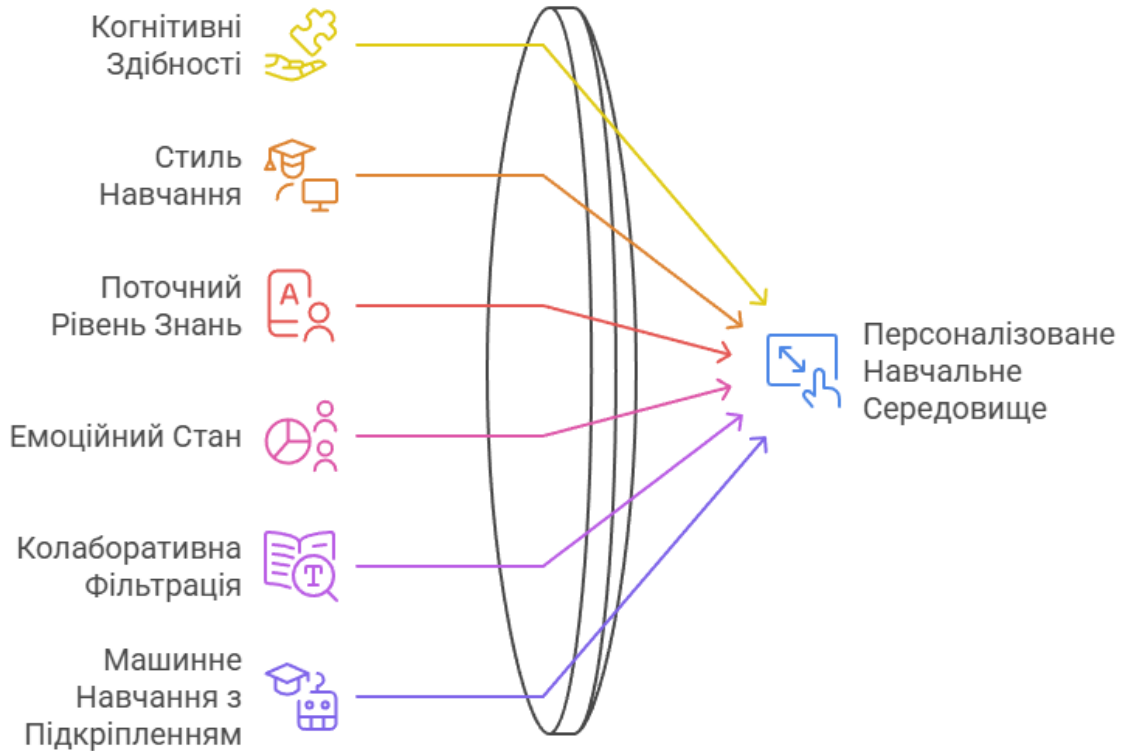 Когнітивні
Здібності
Стиль
Навчання
Поточний
Рівень Знань
A
Емоційний Стан
Колаборативна
Фільтрація
T
Машинне
Навчання з
Підкріпленням
Персоналізоване
Навчальне
Середовище